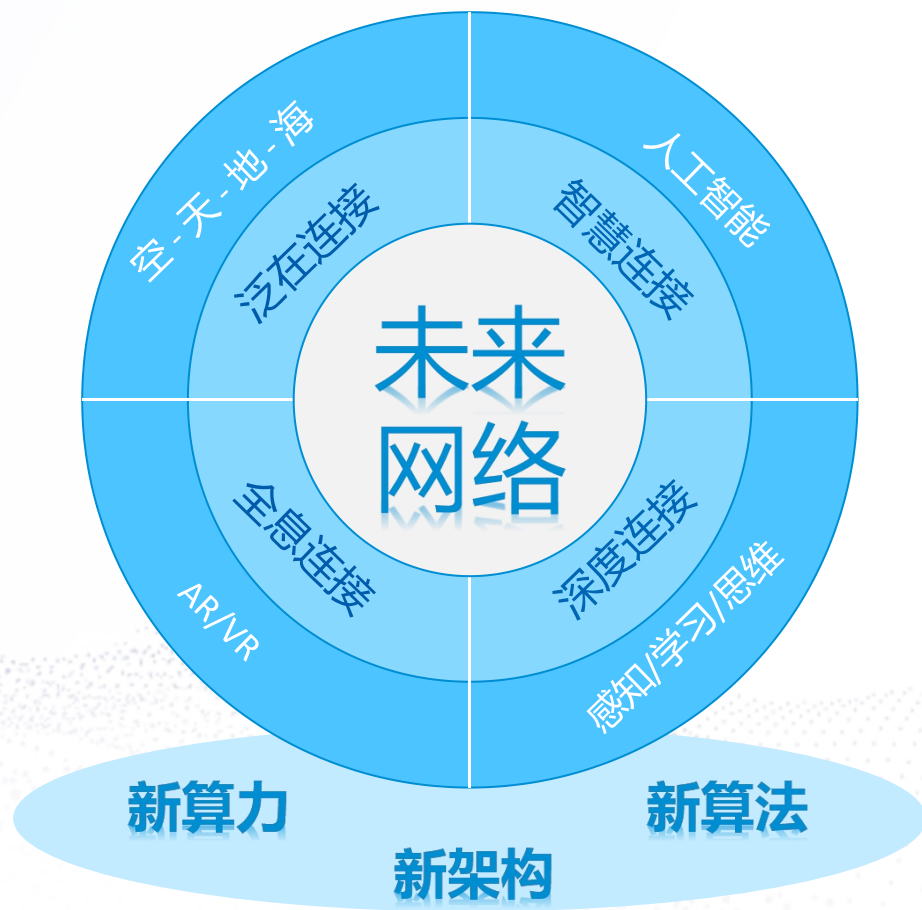 空-天-地-海
人工智能
泛在连接
智慧连接
未来
网络
全息连接
深度连接
AR/VR
感知/学习/思维
新算力
新算法
新架构